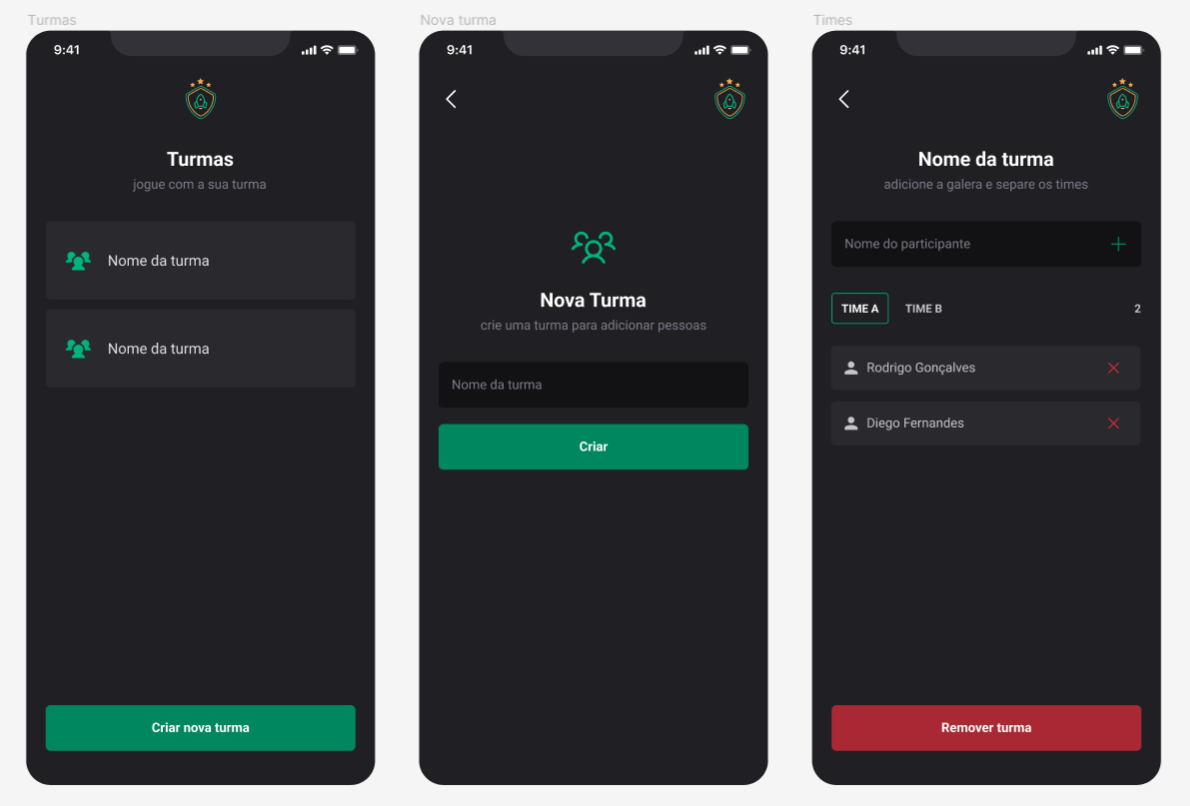 Turmas
9:41
Turmas
jogue com a sua turma
Nome da turma
Nome da turma
Criar nova turma
Nova turma
9:41
Nova Turma
crie uma turma para adicionar pessoas
Nome da turma
Criar
Times
9:41
Nome da turma
adicione a galera e separe os times
Nome do participante
TIME A TIME B 2
Rodrigo Gonçalves
Diego Fernandes
Remover turma